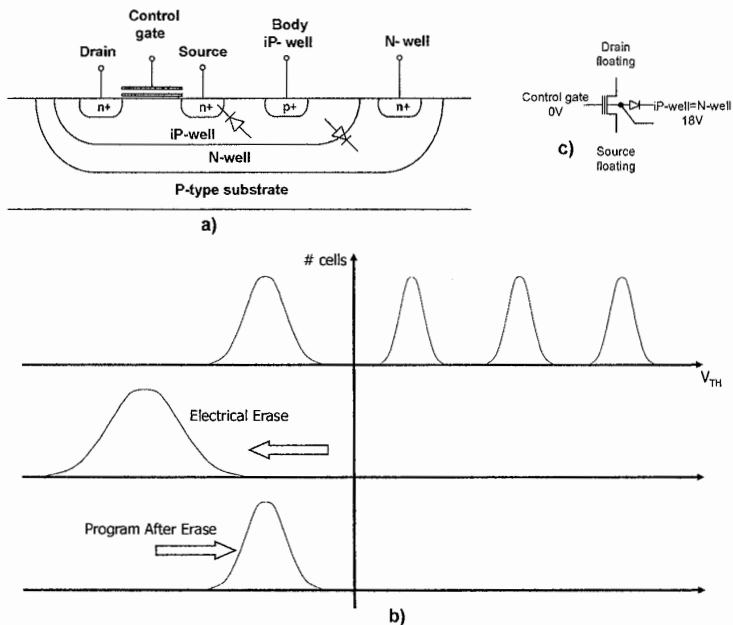 Control
gate
Drain
Source
Body
iP- well
N- well
n+
n+
p+
n+
iP-well
N-well
P-type substrate
a)
Drain
floating
Control gate
0V
iP-well=N-well
18V
c)
Source
floating
# cells
V_TH
Electrical Erase
Program After Erase
b)